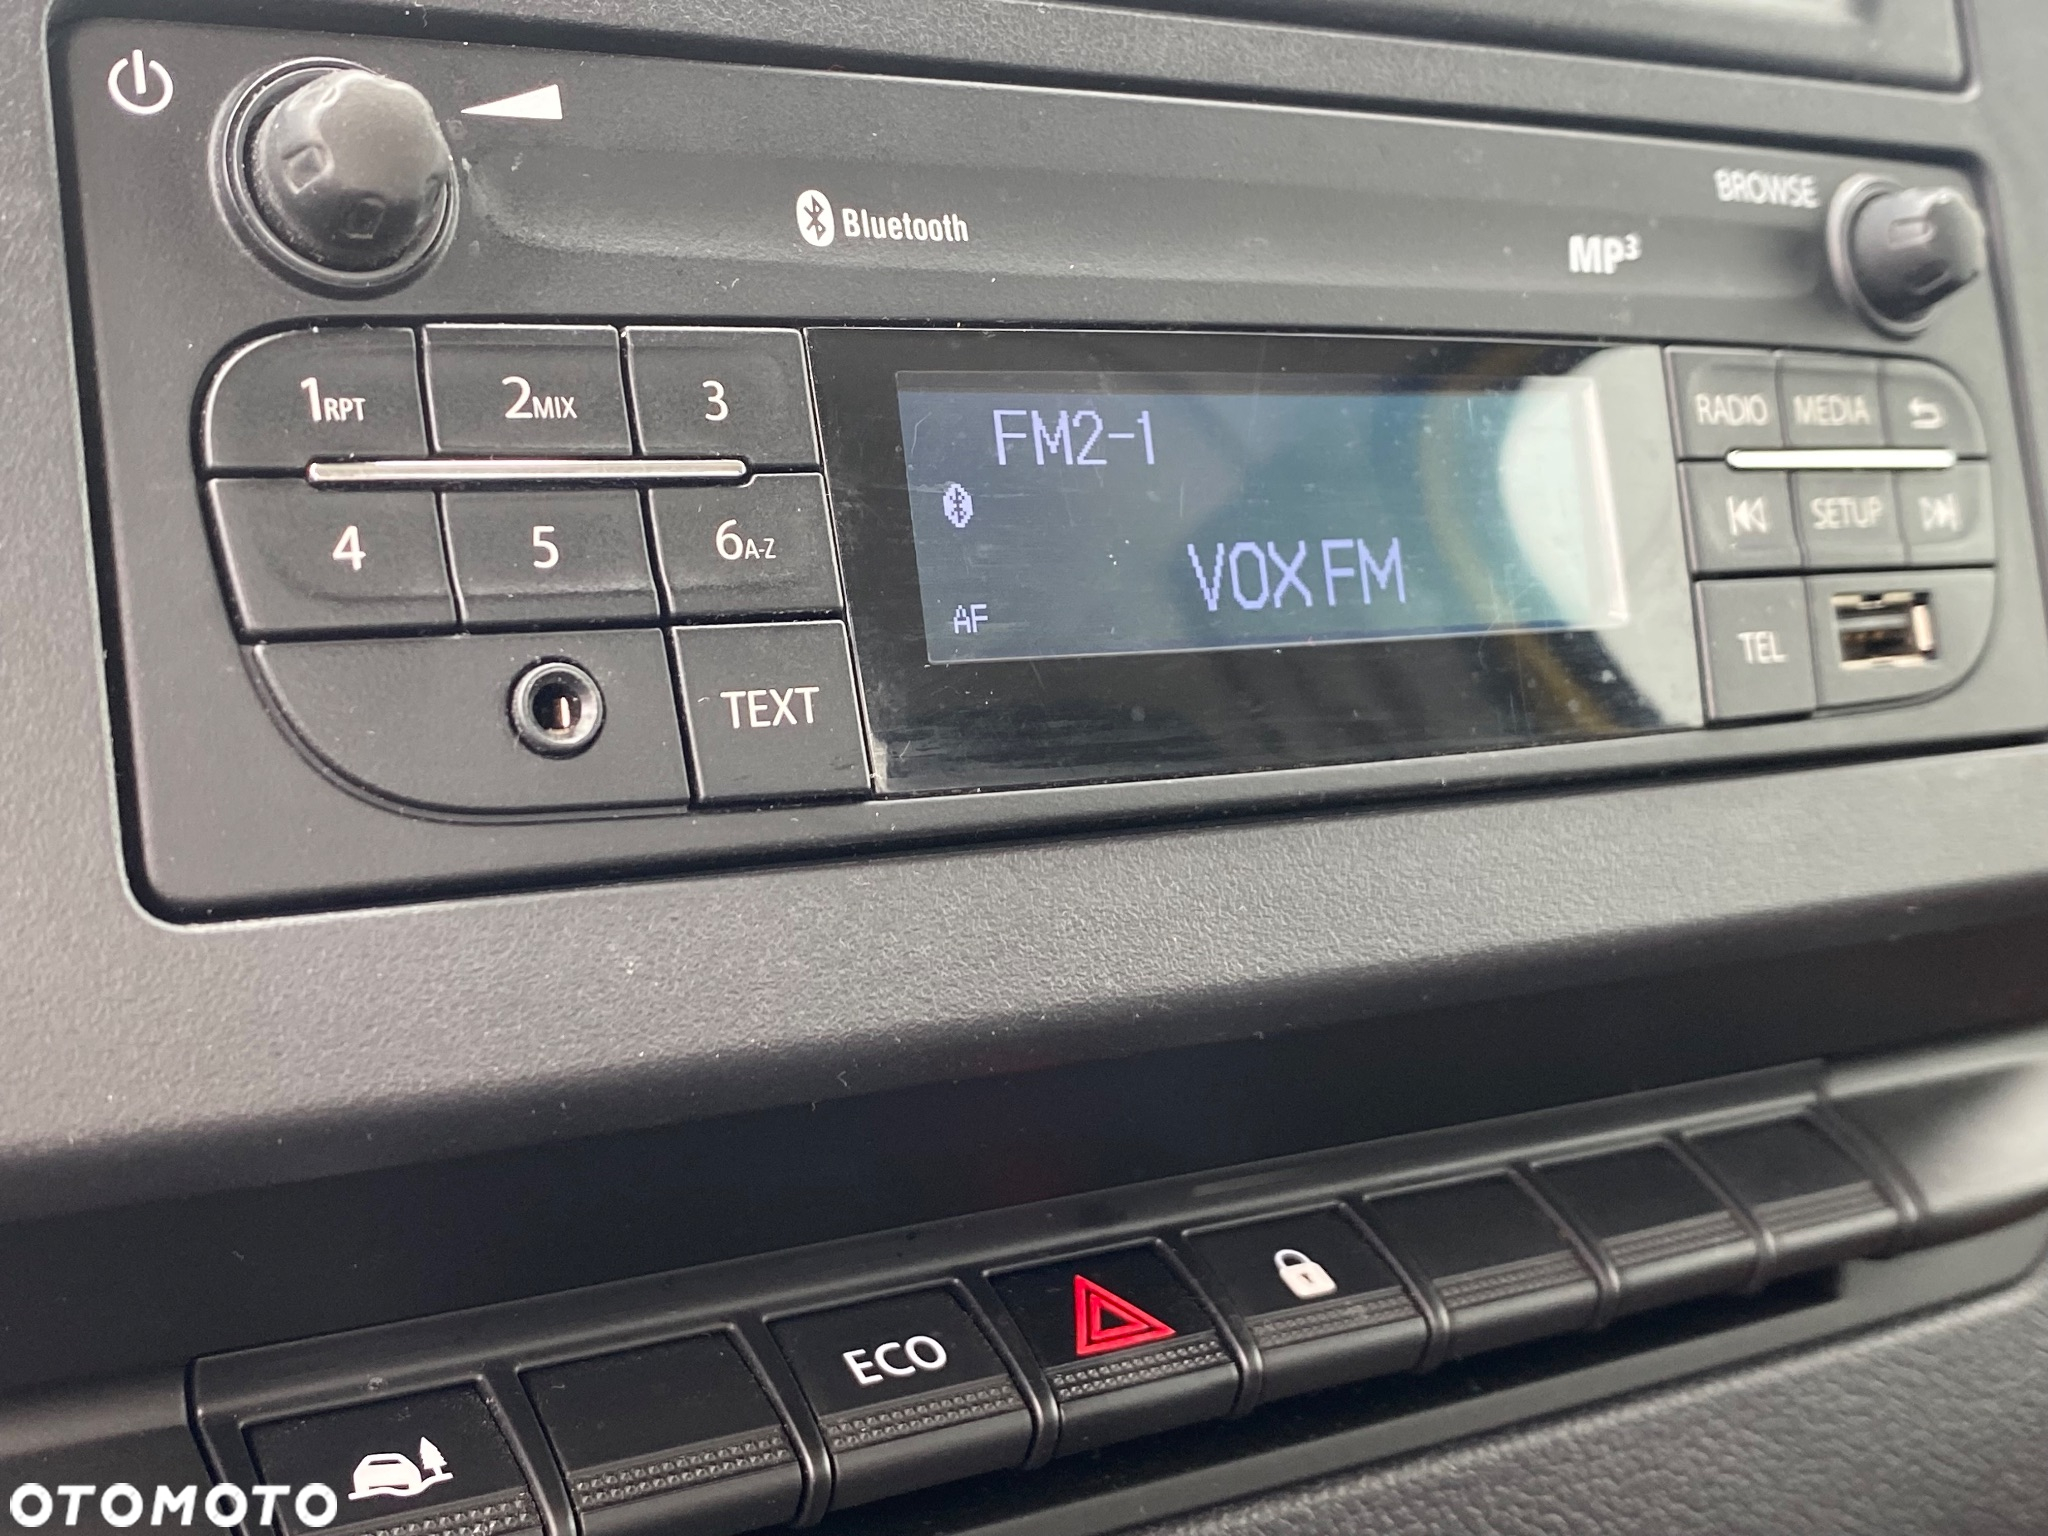 Bluetooth
BROWSE
MP3
1RPT
2MIX
3
FM2-1
RADIO
MEDIA
4
5
6A-Z
VOX FM
SETUP
AF
TEXT
TEL
ECO
OTOMOTO